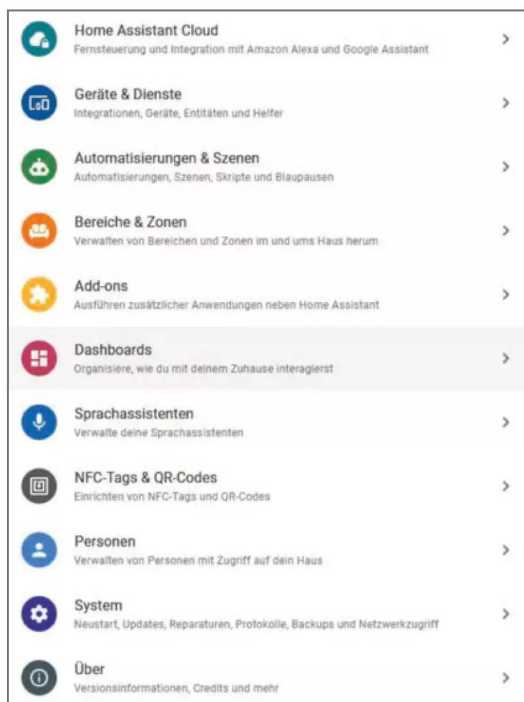 Home Assistant Cloud
Fernsteuerung und Integration mit Amazon Alexa und Google Assistant
Geräte & Dienste
Integrationen, Geräte, Entitäten und Helfer
Automatisierungen & Szenen
Automatisierungen, Szenen, Skripte und Blaupausen
Bereiche & Zonen
Verwalten von Bereichen und Zonen im und ums Haus herum
Add-ons
Ausführen zusätzlicher Anwendungen neben Home Assistant
Dashboards
Organisiere, wie du mit deinem Zuhause interagierst
Sprachassistenten
Verwalte deine Sprachassistenten
NFC-Tags & QR-Codes
Einrichten von NFC-Tags und QR-Codes
Personen
Verwalten von Personen mit Zugriff auf dein Haus
System
Neustart, Updates, Reparaturen, Protokolle, Backups und Netzwerkzugriff
Über
Versionsinformationen, Credits und mehr